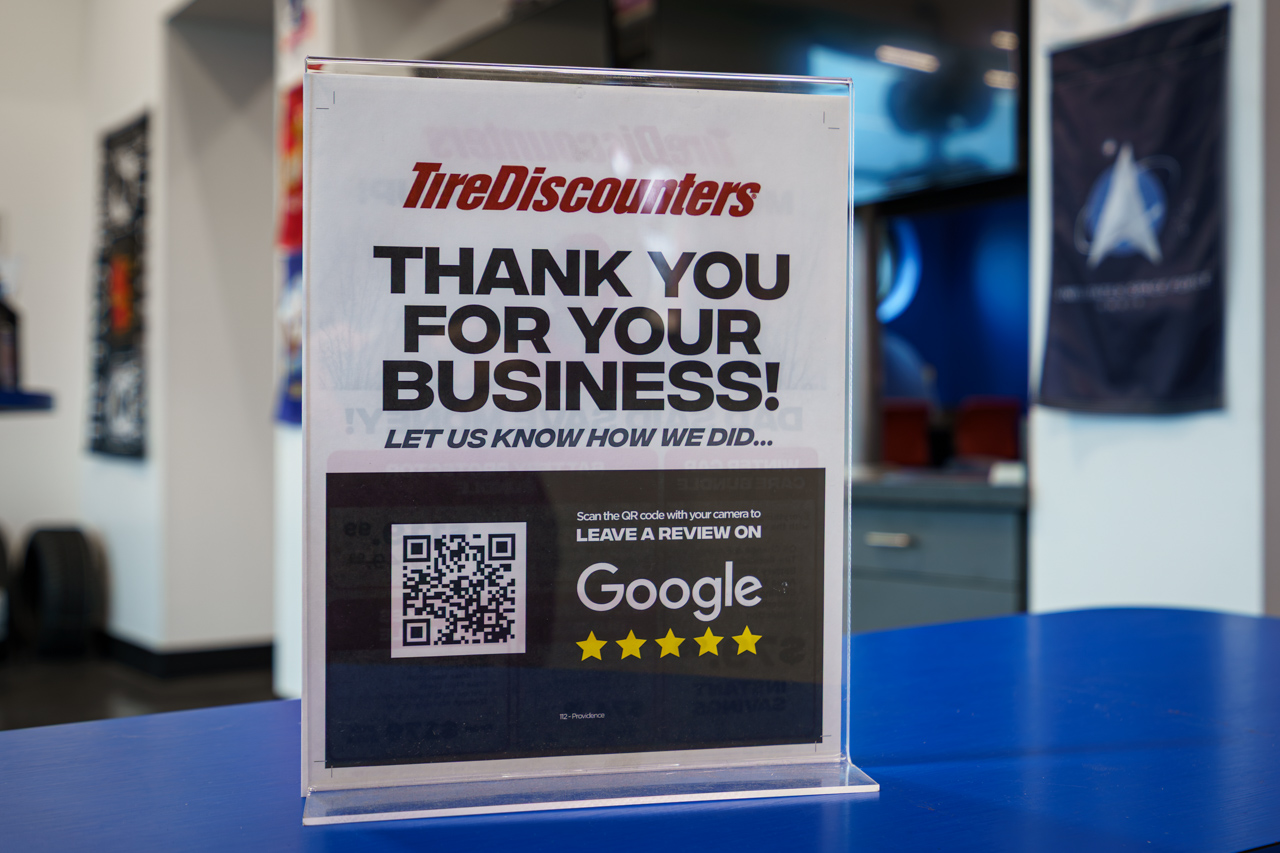 TireDiscounters
THANK YOU
FOR YOUR
BUSINESS!
LET US KNOW HOW WE DID...
Scan the QR code with your camera to
LEAVE A REVIEW ON
Google
112 - Providence